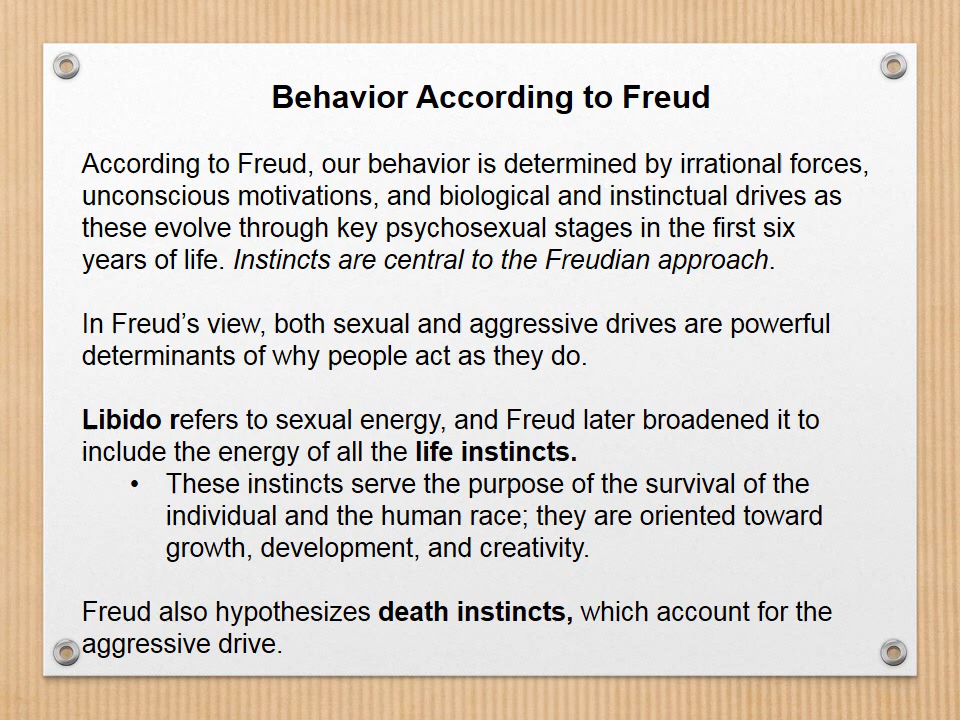 Behavior According to Freud
According to Freud, our behavior is determined by irrational forces,
unconscious motivations, and biological and instinctual drives as
these evolve through key psychosexual stages in the first six
years of life. Instincts are central to the Freudian approach.
In Freud’s view, both sexual and aggressive drives are powerful
determinants of why people act as they do.
Libido refers to sexual energy, and Freud later broadened it to
include the energy of all the life instincts.
• These instincts serve the purpose of the survival of the
individual and the human race; they are oriented toward
growth, development, and creativity.
Freud also hypothesizes death instincts, which account for the
aggressive drive.